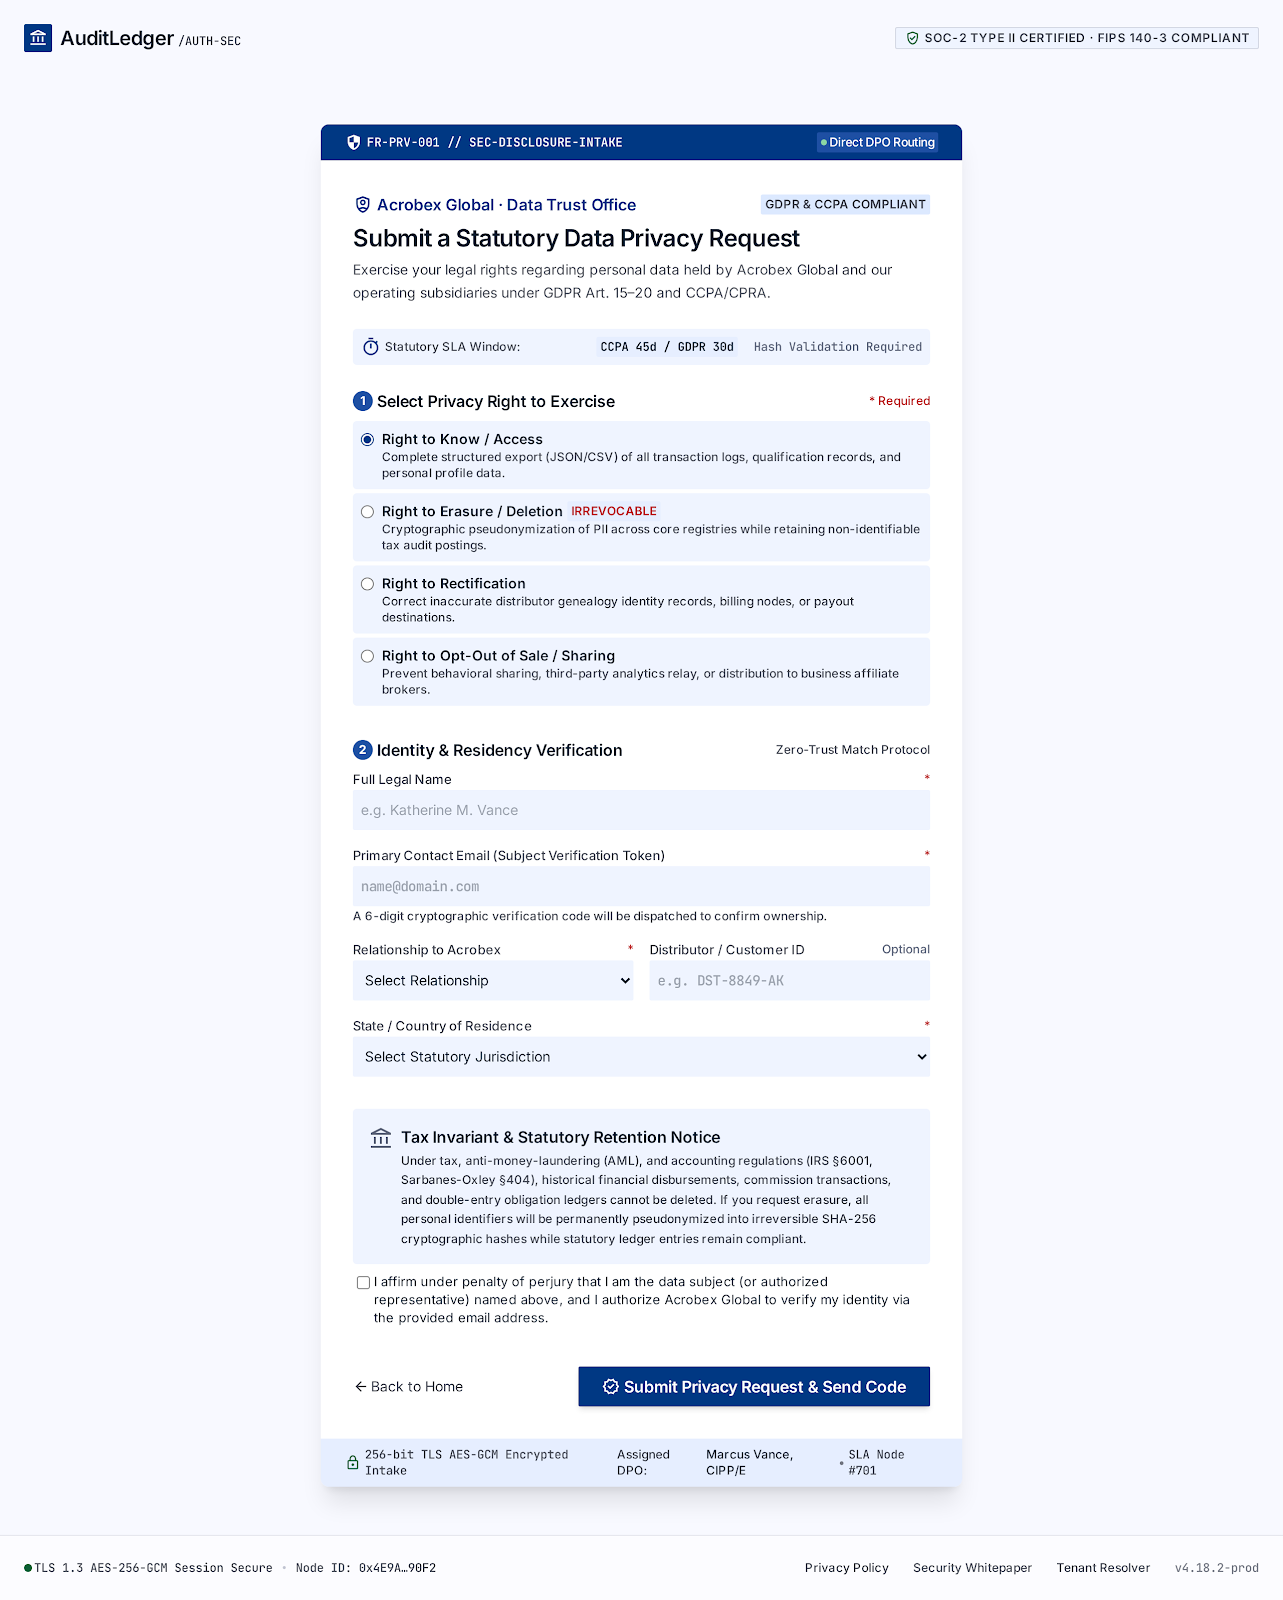 AuditLedger /AUTH-SEC
SOC-2 TYPE II CERTIFIED · FIPS 140-3 COMPLIANT
FR-PRV-001 // SEC-DISCLOSURE-INTAKE
Direct DPO Routing
Acrobex Global · Data Trust Office
GDPR & CCPA COMPLIANT
Submit a Statutory Data Privacy Request
Exercise your legal rights regarding personal data held by Acrobex Global and our
operating subsidiaries under GDPR Art. 15–20 and CCPA/CPRA.
Statutory SLA Window:
CCPA 45d / GDPR 30d
Hash Validation Required
1 Select Privacy Right to Exercise
* Required
Right to Know / Access
Complete structured export (JSON/CSV) of all transaction logs, qualification records, and
personal profile data.
Right to Erasure / Deletion IRREVOCABLE
Cryptographic pseudonymization of PII across core registries while retaining non-identifiable
tax audit postings.
Right to Rectification
Correct inaccurate distributor genealogy identity records, billing nodes, or payout
destinations.
Right to Opt-Out of Sale / Sharing
Prevent behavioral sharing, third-party analytics relay, or distribution to business affiliate
brokers.
2 Identity & Residency Verification
Zero-Trust Match Protocol
Full Legal Name *
e.g. Katherine M. Vance
Primary Contact Email (Subject Verification Token) *
name@domain.com
A 6-digit cryptographic verification code will be dispatched to confirm ownership.
Relationship to Acrobex *
Select Relationship
Distributor / Customer ID Optional
e.g. DST-8849-AK
State / Country of Residence *
Select Statutory Jurisdiction
Tax Invariant & Statutory Retention Notice
Under tax, anti-money-laundering (AML), and accounting regulations (IRS §6001,
Sarbanes-Oxley §404), historical financial disbursements, commission transactions,
and double-entry obligation ledgers cannot be deleted. If you request erasure, all
personal identifiers will be permanently pseudonymized into irreversible SHA-256
cryptographic hashes while statutory ledger entries remain compliant.
I affirm under penalty of perjury that I am the data subject (or authorized
representative) named above, and I authorize Acrobex Global to verify my identity via
the provided email address.
← Back to Home
Submit Privacy Request & Send Code
256-bit TLS AES-GCM Encrypted
Intake
Assigned
DPO:
Marcus Vance,
CIPP/E
•
SLA Node
#701
TLS 1.3 AES-256-GCM Session Secure • Node ID: 0x4E9A…90F2
Privacy Policy
Security Whitepaper
Tenant Resolver
v4.18.2-prod